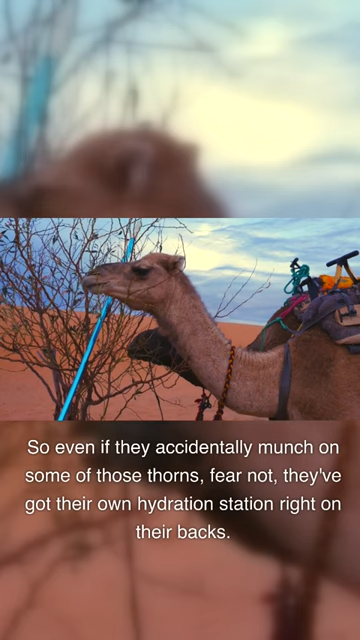 So even if they accidentally munch on
some of those thorns, fear not, they've
got their own hydration station right on
their backs.